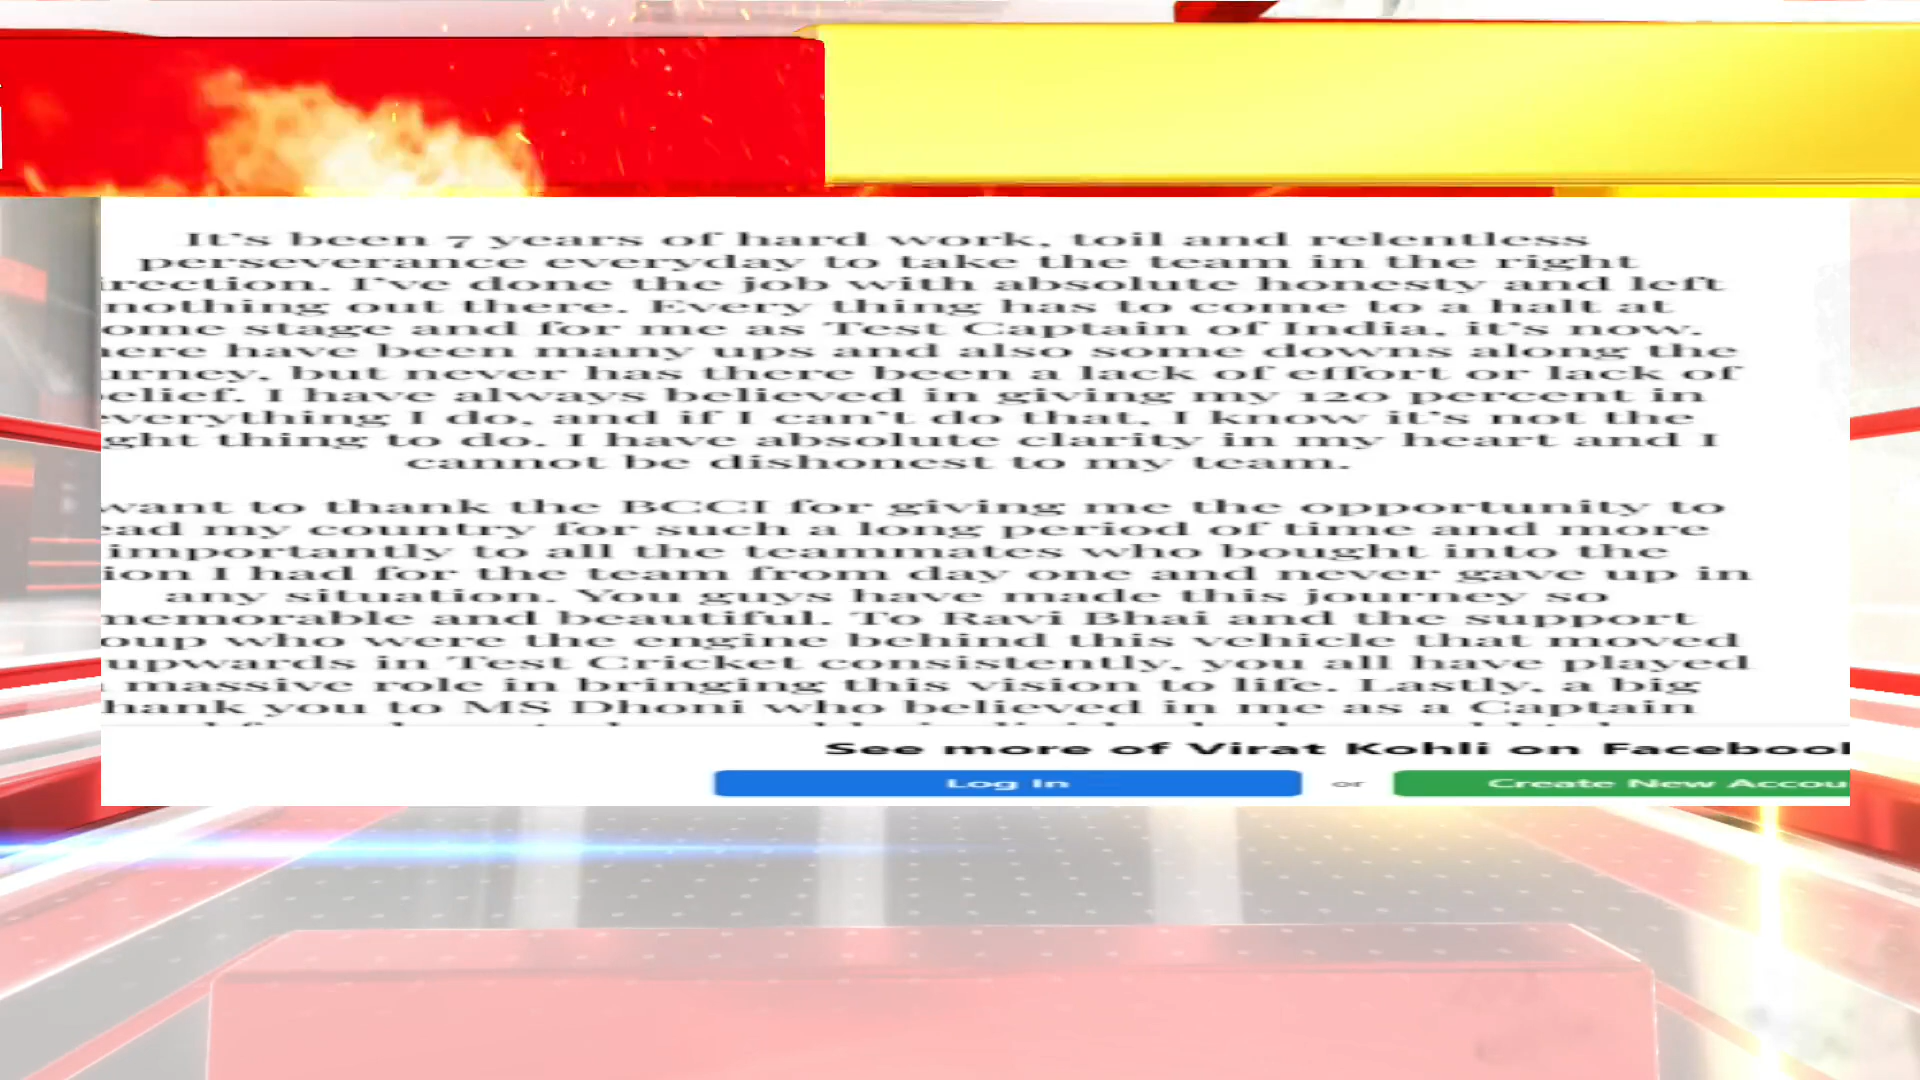 It's been 7 years of hard work, toil and relentless
perseverance everyday to take the team in the right
irection. I've done the job with absolute honesty and left
nothing out there. Every thing has to come to a halt at
ome stage and for me as Test Captain of India, it's now.
ere have been many ups and also some downs along the
urney, but never has there been a lack of effort or lack of
elief. I have always believed in giving my 120 percent in
everything I do, and if I can't do that, I know it's not the
ght thing to do. I have absolute clarity in my heart and I
cannot be dishonest to my team.
want to thank the BCCI for giving me the opportunity to
ead my country for such a long period of time and more
importantly to all the teammates who bought into the
ion I had for the team from day one and never gave up in
any situation. You guys have made this journey so
memorable and beautiful. To Ravi Bhai and the support
oup who were the engine behind this vehicle that moved
upwards in Test Cricket consistently, you all have played
massive role in bringing this vision to life. Lastly, a big
hank you to MS Dhoni who believed in me as a Captain
See more of Virat Kohli on Facebook
Log In or Create New Accou